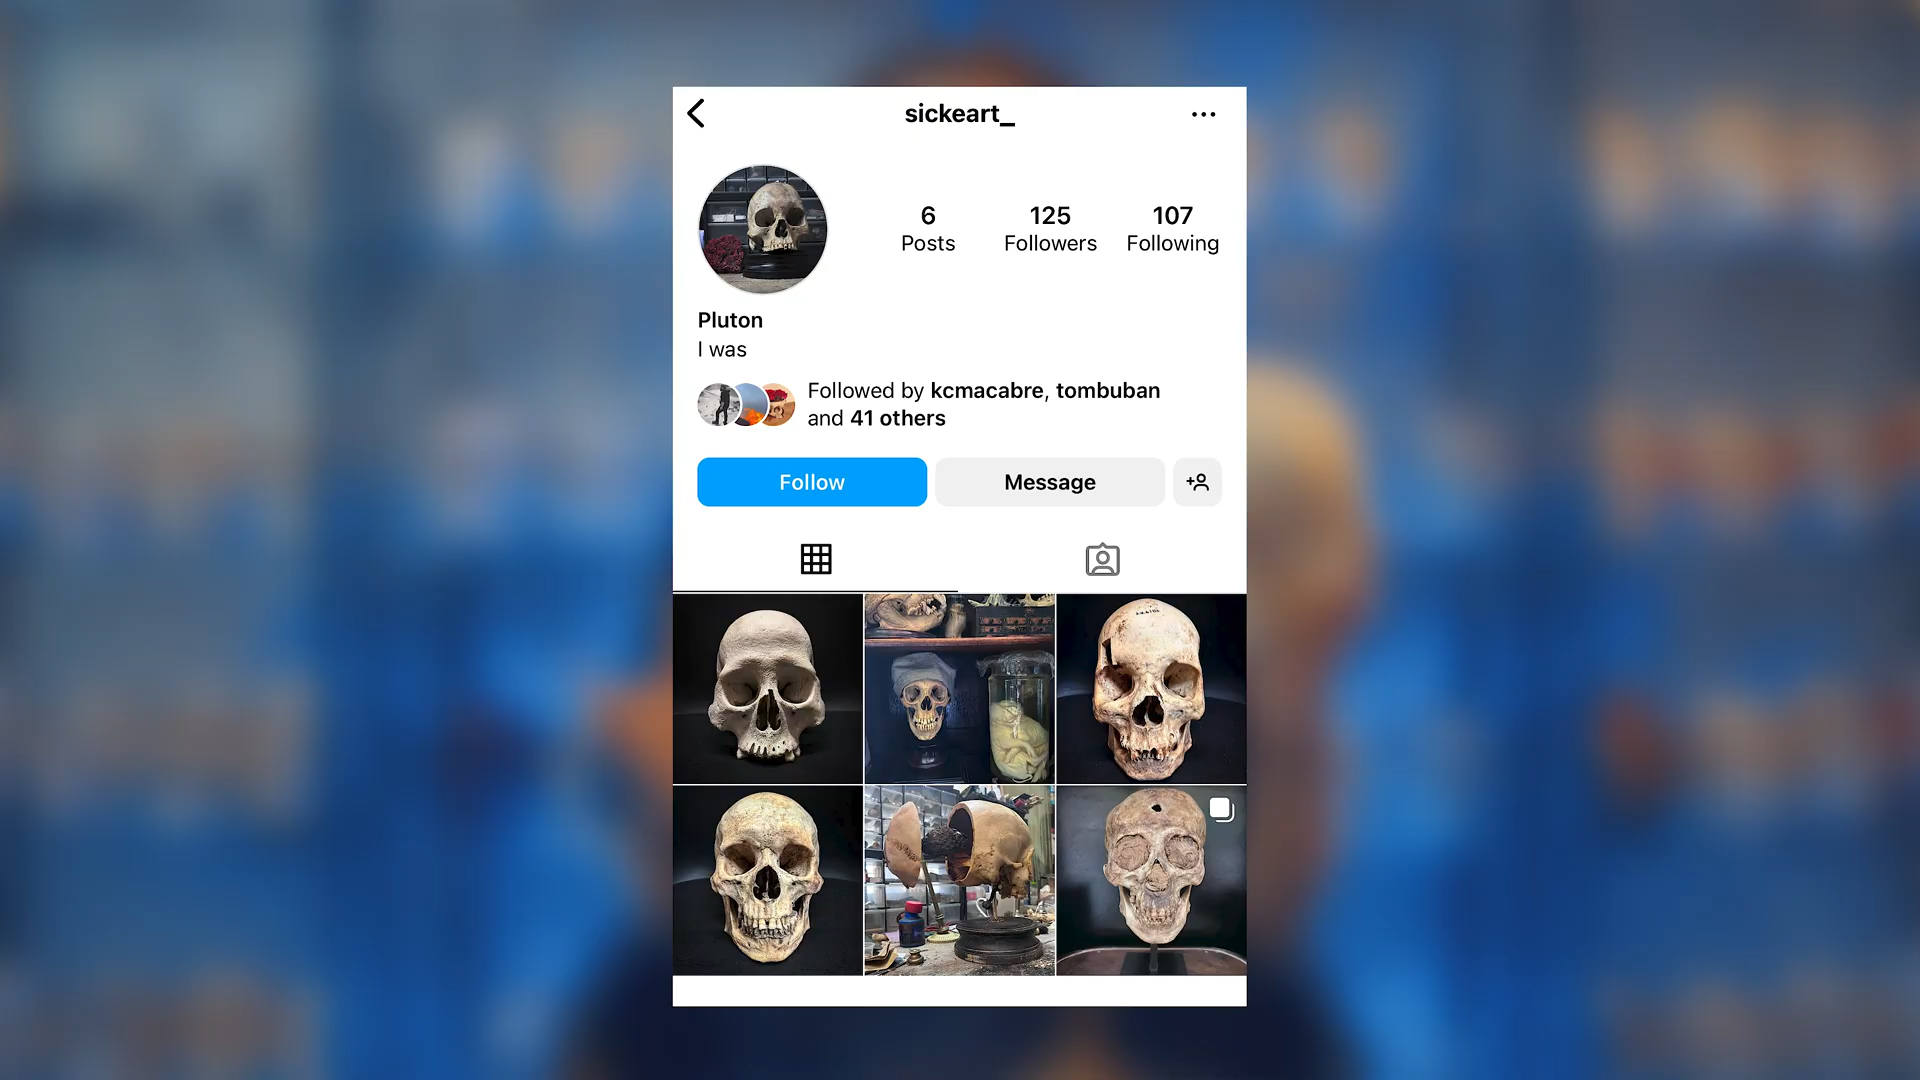 sickeart_
6
125
107
Posts
Followers
Following
Pluton
I was
Followed by kcmacabre, tombuban
and 41 others
Follow
Message